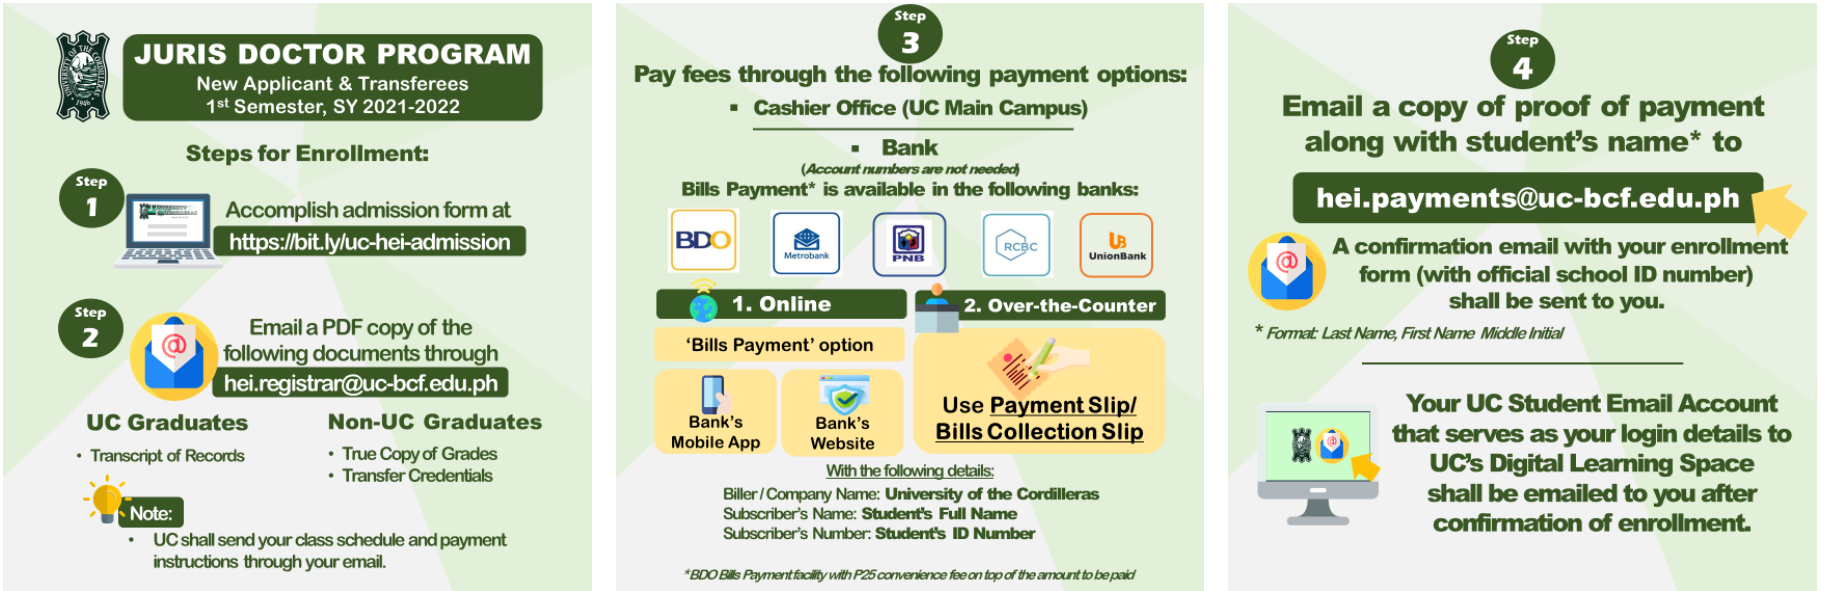 JURIS DOCTOR PROGRAM
New Applicant & Transferees
1st Semester, SY 2021-2022
Steps for Enrollment:
Step
1
Accomplish admission form at
https://bit.ly/uc-hei-admission
Step
2
Email a PDF copy of the
following documents through
hei.registrar@uc-bcf.edu.ph
UC Graduates
• Transcript of Records
Non-UC Graduates
• True Copy of Grades
• Transfer Credentials
Note:
• UC shall send your class schedule and payment
instructions through your email.
Step
3
Pay fees through the following payment options:
▪ Cashier Office (UC Main Campus)
▪ Bank
(Account numbers are not needed)
Bills Payment* is available in the following banks:
BDO
Metrobank
PNB
RCBC
UB
UnionBank
1. Online
'Bills Payment' option
Bank's
Mobile App
Bank's
Website
2. Over-the-Counter
Use Payment Slip/
Bills Collection Slip
With the following details:
Biller / Company Name: University of the Cordilleras
Subscriber's Name: Student's Full Name
Subscriber's Number: Student's ID Number
*BDO Bills Payment facility with P25 convenience fee on top of the amount to be paid
Step
4
Email a copy of proof of payment
along with student's name* to
hei.payments@uc-bcf.edu.ph
A confirmation email with your enrollment
form (with official school ID number)
shall be sent to you.
* Format: Last Name, First Name Middle Initial
Your UC Student Email Account
that serves as your login details to
UC's Digital Learning Space
shall be emailed to you after
confirmation of enrollment.